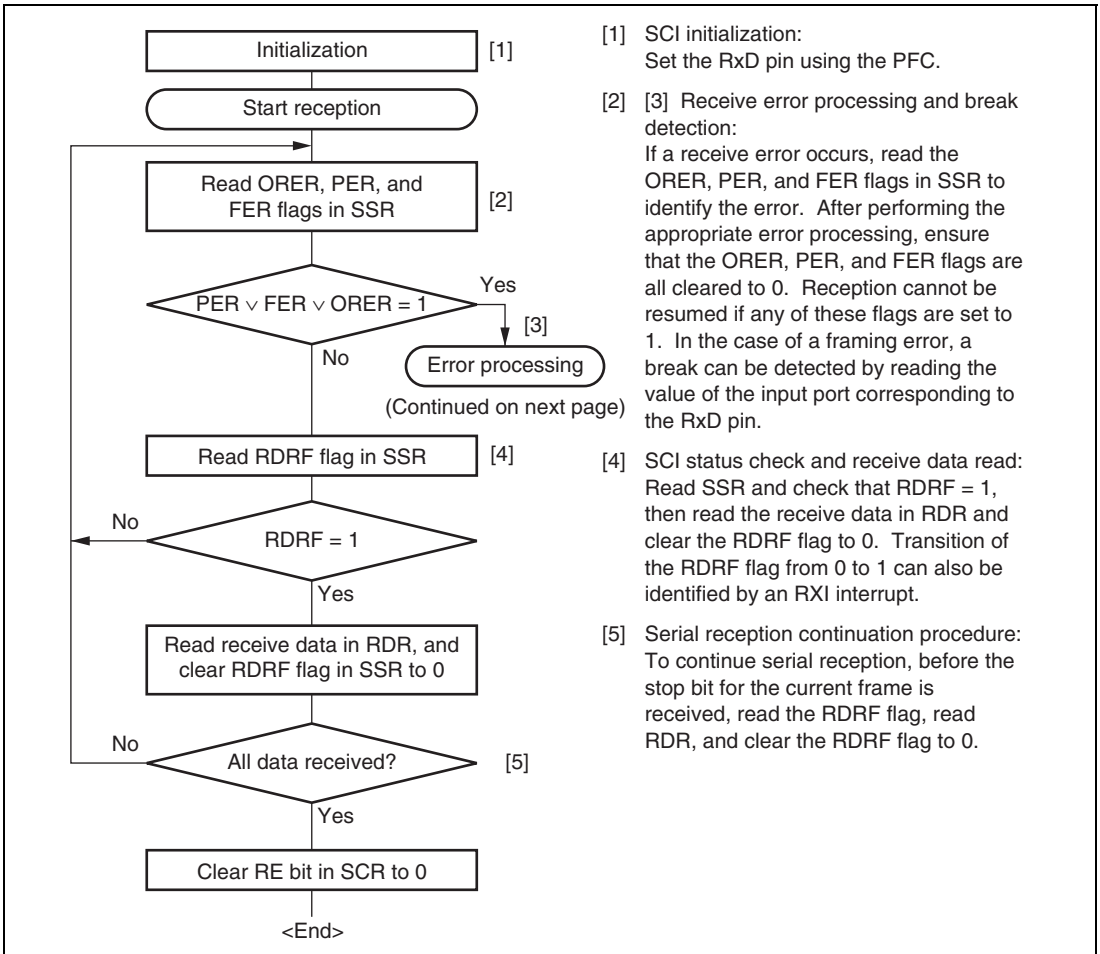 Initialization
[1]
Start reception
Read ORER, PER, and
FER flags in SSR
[2]
PER ∨ FER ∨ ORER = 1
Yes
[3]
No
Error processing
(Continued on next page)
Read RDRF flag in SSR
[4]
No
RDRF = 1
Yes
Read receive data in RDR, and
clear RDRF flag in SSR to 0
No
All data received?
[5]
Yes
Clear RE bit in SCR to 0
<End>
[1] SCI initialization:
Set the RxD pin using the PFC.
[2] [3] Receive error processing and break
detection:
If a receive error occurs, read the
ORER, PER, and FER flags in SSR to
identify the error. After performing the
appropriate error processing, ensure
that the ORER, PER, and FER flags are
all cleared to 0. Reception cannot be
resumed if any of these flags are set to
1. In the case of a framing error, a
break can be detected by reading the
value of the input port corresponding to
the RxD pin.
[4] SCI status check and receive data read:
Read SSR and check that RDRF = 1,
then read the receive data in RDR and
clear the RDRF flag to 0. Transition of
the RDRF flag from 0 to 1 can also be
identified by an RXI interrupt.
[5] Serial reception continuation procedure:
To continue serial reception, before the
stop bit for the current frame is
received, read the RDRF flag, read
RDR, and clear the RDRF flag to 0.